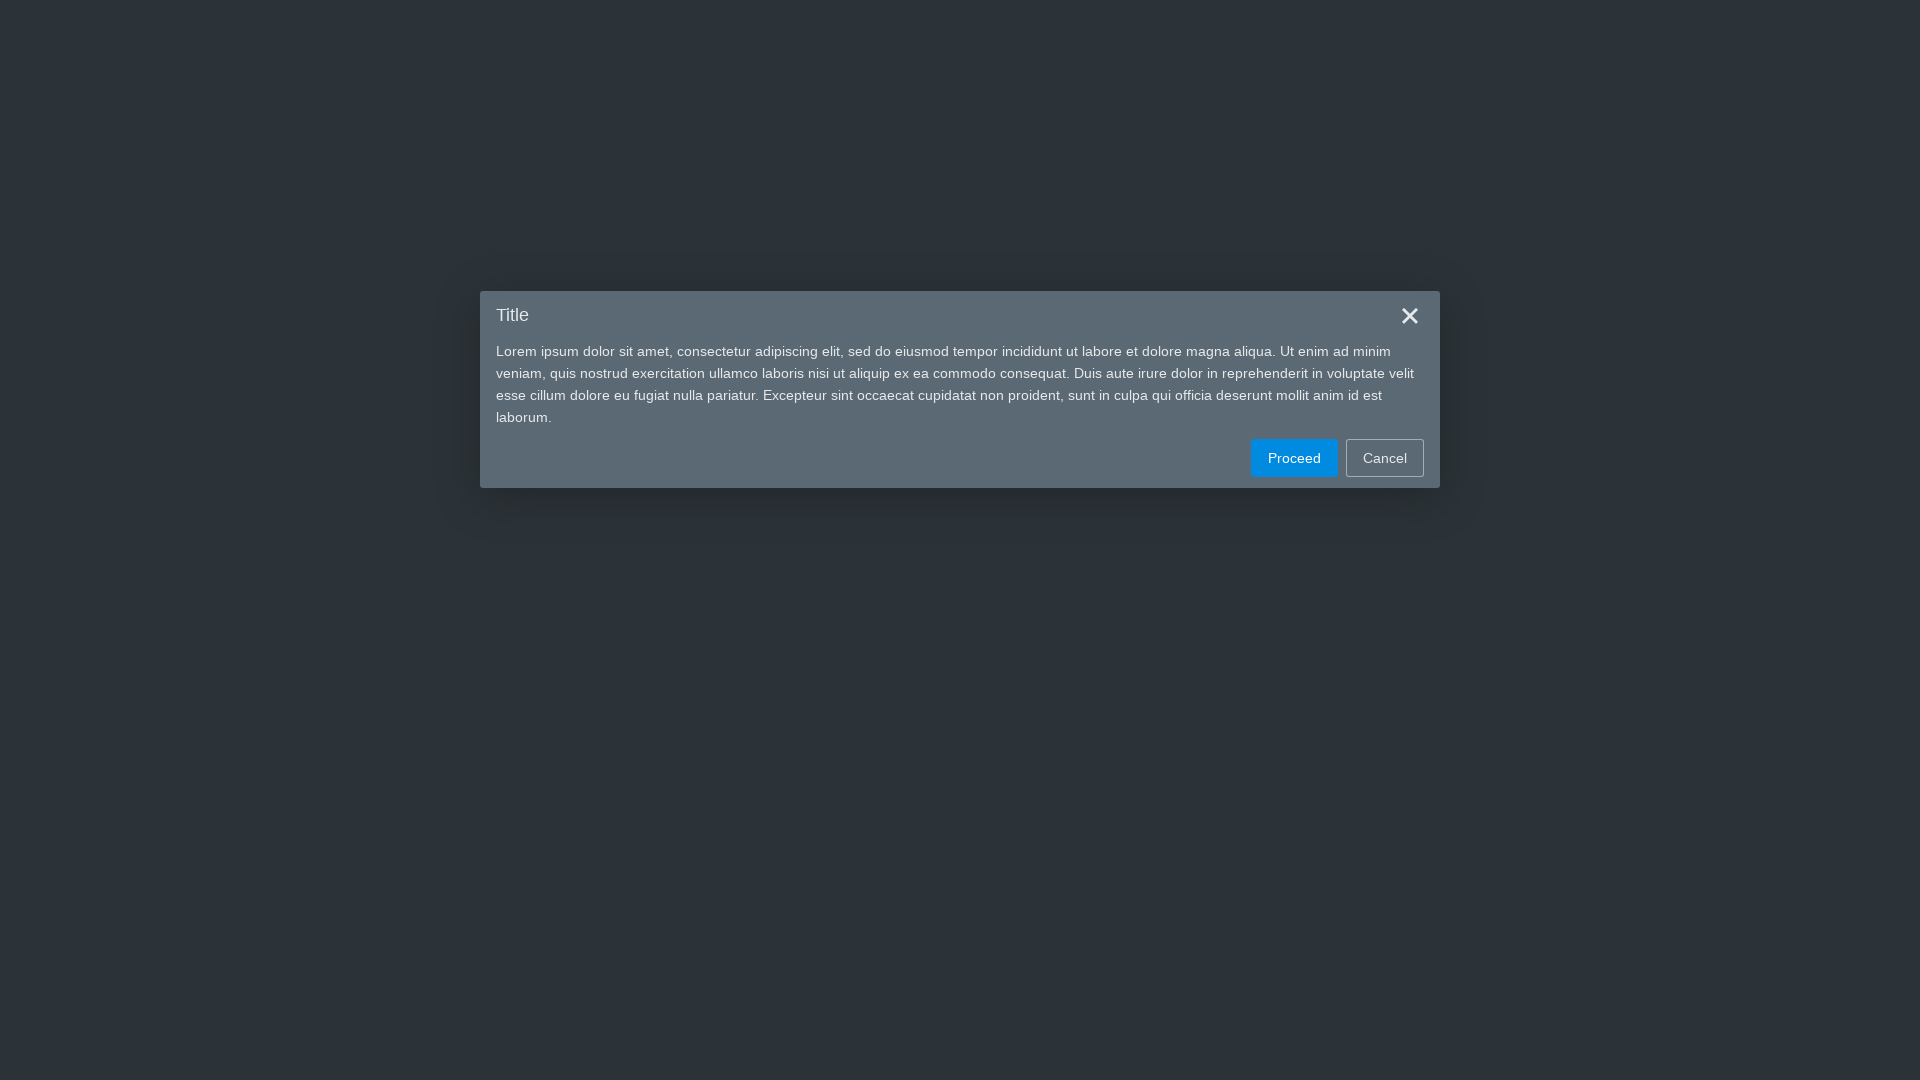 Title
Lorem ipsum dolor sit amet, consectetur adipiscing elit, sed do eiusmod tempor incididunt ut labore et dolore magna aliqua. Ut enim ad minim
veniam, quis nostrud exercitation ullamco laboris nisi ut aliquip ex ea commodo consequat. Duis aute irure dolor in reprehenderit in voluptate velit
esse cillum dolore eu fugiat nulla pariatur. Excepteur sint occaecat cupidatat non proident, sunt in culpa qui officia deserunt mollit anim id est
laborum.
Proceed Cancel